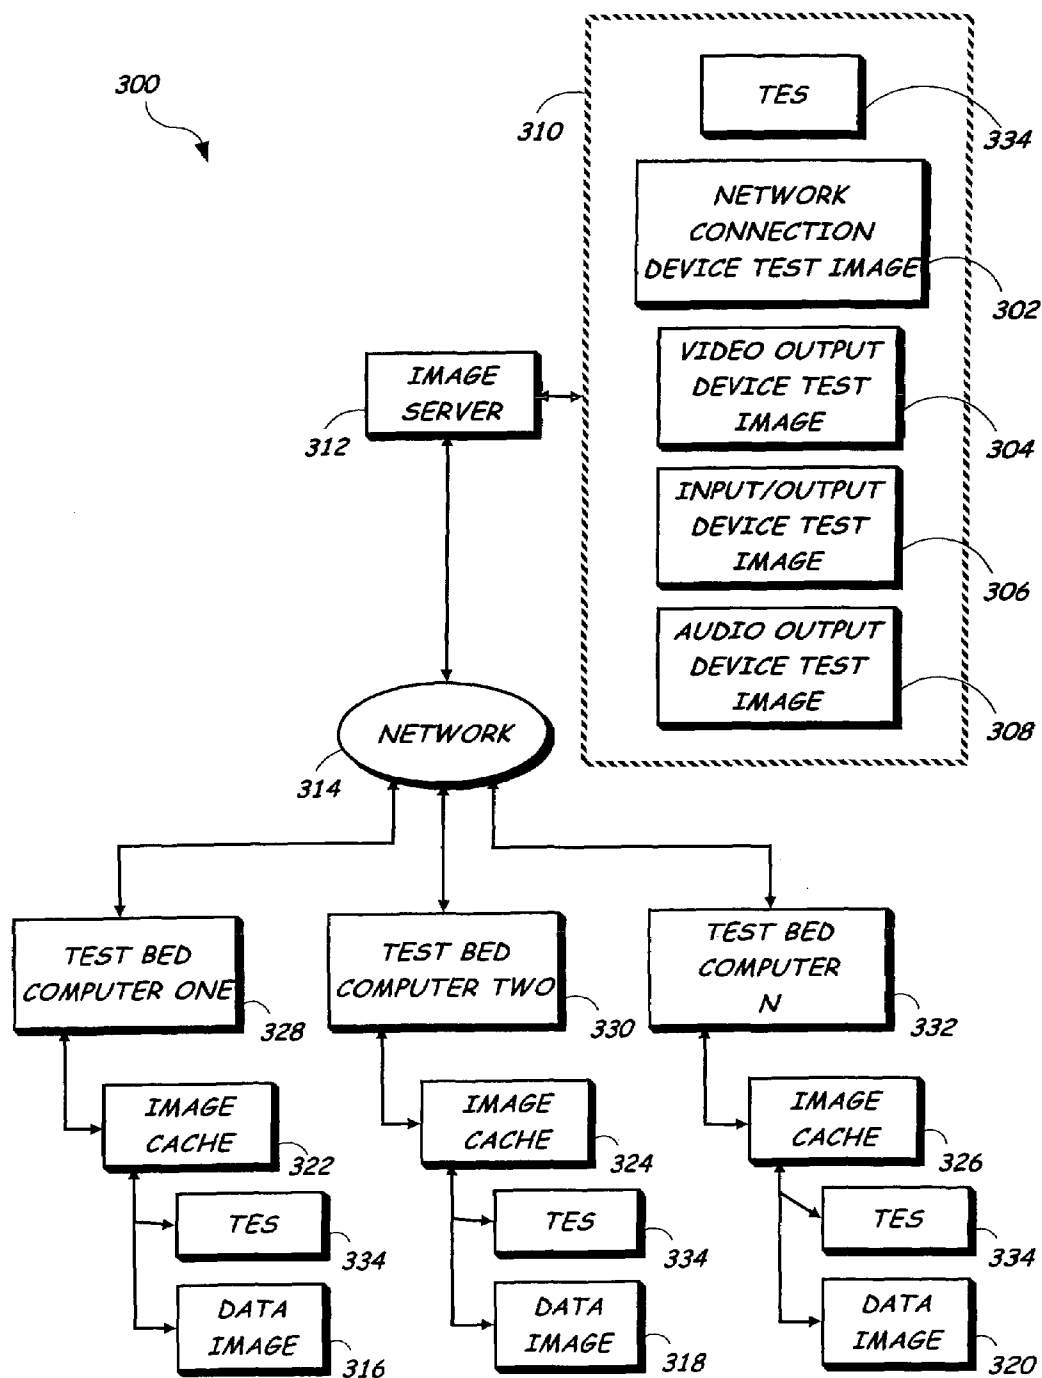 300
310
TES
334
NETWORK
CONNECTION
DEVICE TEST IMAGE
302
VIDEO OUTPUT
DEVICE TEST
IMAGE
304
IMAGE
SERVER
312
INPUT/OUTPUT
DEVICE TEST
IMAGE
306
AUDIO OUTPUT
DEVICE TEST
IMAGE
308
NETWORK
314
TEST BED
COMPUTER ONE
328
TEST BED
COMPUTER TWO
330
TEST BED
COMPUTER
N
332
IMAGE
CACHE
322
IMAGE
CACHE
324
IMAGE
CACHE
326
TES
334
TES
334
TES
334
DATA
IMAGE
316
DATA
IMAGE
318
DATA
IMAGE
320